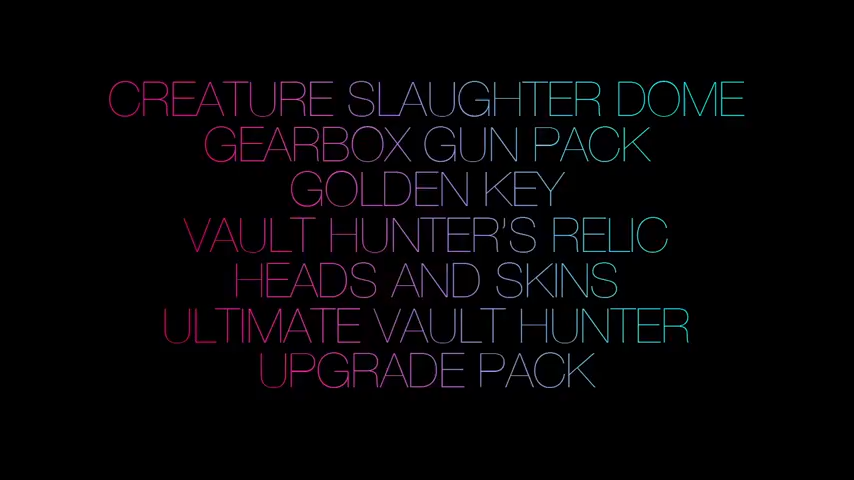 CREATURE SLAUGHTER DOME
GEARBOX GUN PACK
GOLDEN KEY
VAULT HUNTER'S RELIC
HEADS AND SKINS
ULTIMATE VAULT HUNTER
UPGRADE PACK